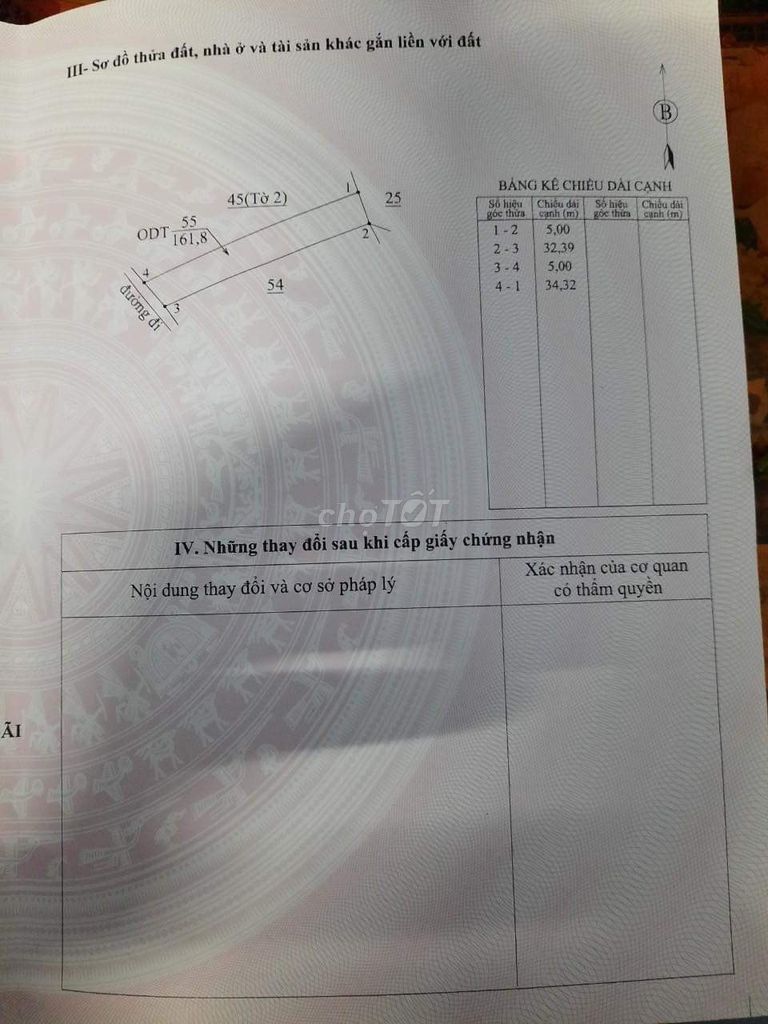 III- Sơ đồ thửa đất, nhà ở và tài sản khác gắn liền với đất
B
45(Tờ 2)
1
25
ODT 55
161,8
2
4
54
3
đường đi
BẢNG KÊ CHIỀU DÀI CẠNH
Số hiệu góc thửa | Chiều dài cạnh (m) | Số hiệu góc thửa | Chiều dài cạnh (m)
1 - 2 5,00
2 - 3 32,39
3 - 4 5,00
4 - 1 34,32
chợTỐT
IV. Những thay đổi sau khi cấp giấy chứng nhận
Nội dung thay đổi và cơ sở pháp lý
Xác nhận của cơ quan
có thẩm quyền
ÃI